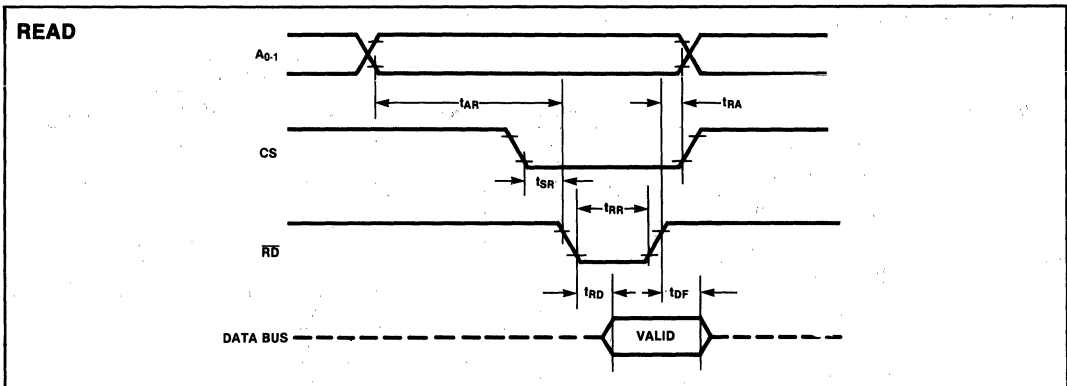 READ
A0-1
tAR
tRA
CS
tSR
tRR
RD
tRD
tDF
DATA BUS
VALID